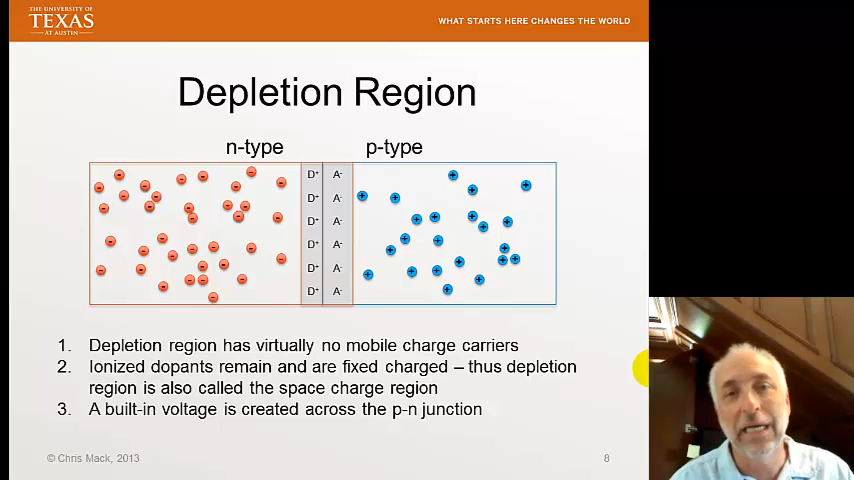 THE UNIVERSITY OF
TEXAS
AT AUSTIN
WHAT STARTS HERE CHANGES THE WORLD
Depletion Region
n-type
p-type
D+ A-
D+ A-
D+ A-
D+ A-
D+ A-
D+ A-
1. Depletion region has virtually no mobile charge carriers
2. Ionized dopants remain and are fixed charged – thus depletion
region is also called the space charge region
3. A built-in voltage is created across the p-n junction
© Chris Mack, 2013
8